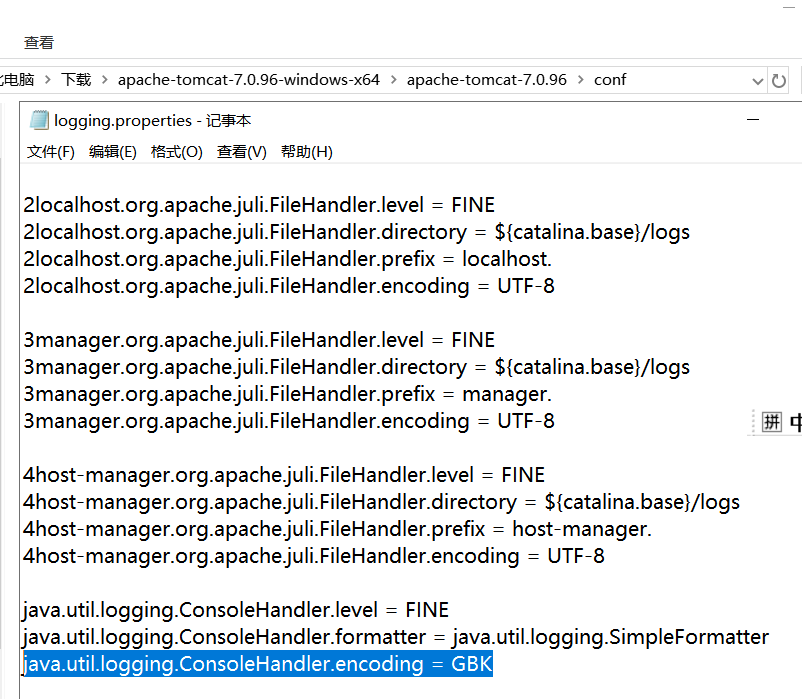 查看
电脑 > 下载 > apache-tomcat-7.0.96-windows-x64 > apache-tomcat-7.0.96 > conf
logging.properties - 记事本
文件(F) 编辑(E) 格式(O) 查看(V) 帮助(H)
2localhost.org.apache.juli.FileHandler.level = FINE
2localhost.org.apache.juli.FileHandler.directory = ${catalina.base}/logs
2localhost.org.apache.juli.FileHandler.prefix = localhost.
2localhost.org.apache.juli.FileHandler.encoding = UTF-8
3manager.org.apache.juli.FileHandler.level = FINE
3manager.org.apache.juli.FileHandler.directory = ${catalina.base}/logs
3manager.org.apache.juli.FileHandler.prefix = manager.
3manager.org.apache.juli.FileHandler.encoding = UTF-8
拼 中
4host-manager.org.apache.juli.FileHandler.level = FINE
4host-manager.org.apache.juli.FileHandler.directory = ${catalina.base}/logs
4host-manager.org.apache.juli.FileHandler.prefix = host-manager.
4host-manager.org.apache.juli.FileHandler.encoding = UTF-8
java.util.logging.ConsoleHandler.level = FINE
java.util.logging.ConsoleHandler.formatter = java.util.logging.SimpleFormatter
java.util.logging.ConsoleHandler.encoding = GBK